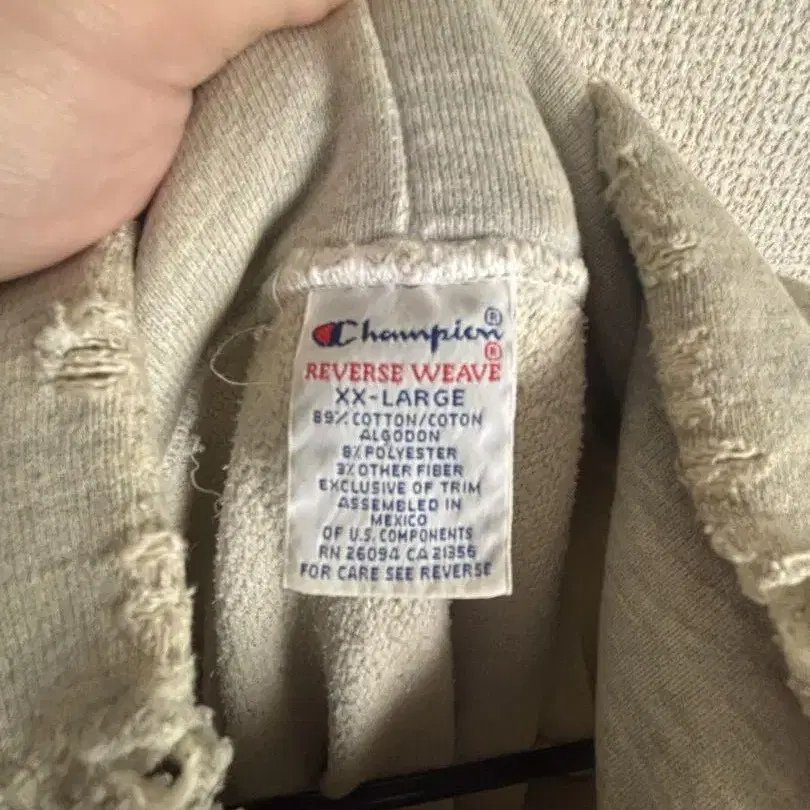 Champion®
®
REVERSE WEAVE
XX-LARGE
89% COTTON/COTON
ALGODON
8% POLYESTER
3% OTHER FIBER
EXCLUSIVE OF TRIM
ASSEMBLED IN
MEXICO
OF U.S. COMPONENTS
RN 26094 CA 21356
FOR CARE SEE REVERSE